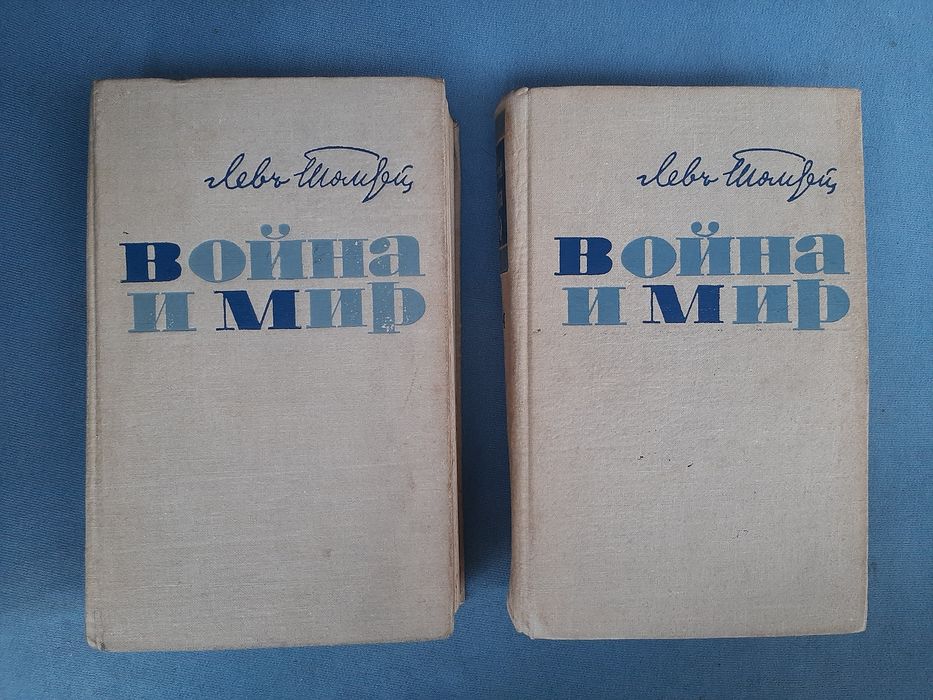 Левъ Толстой
Война
и Мир
Левъ Толстой
Война
и Мир